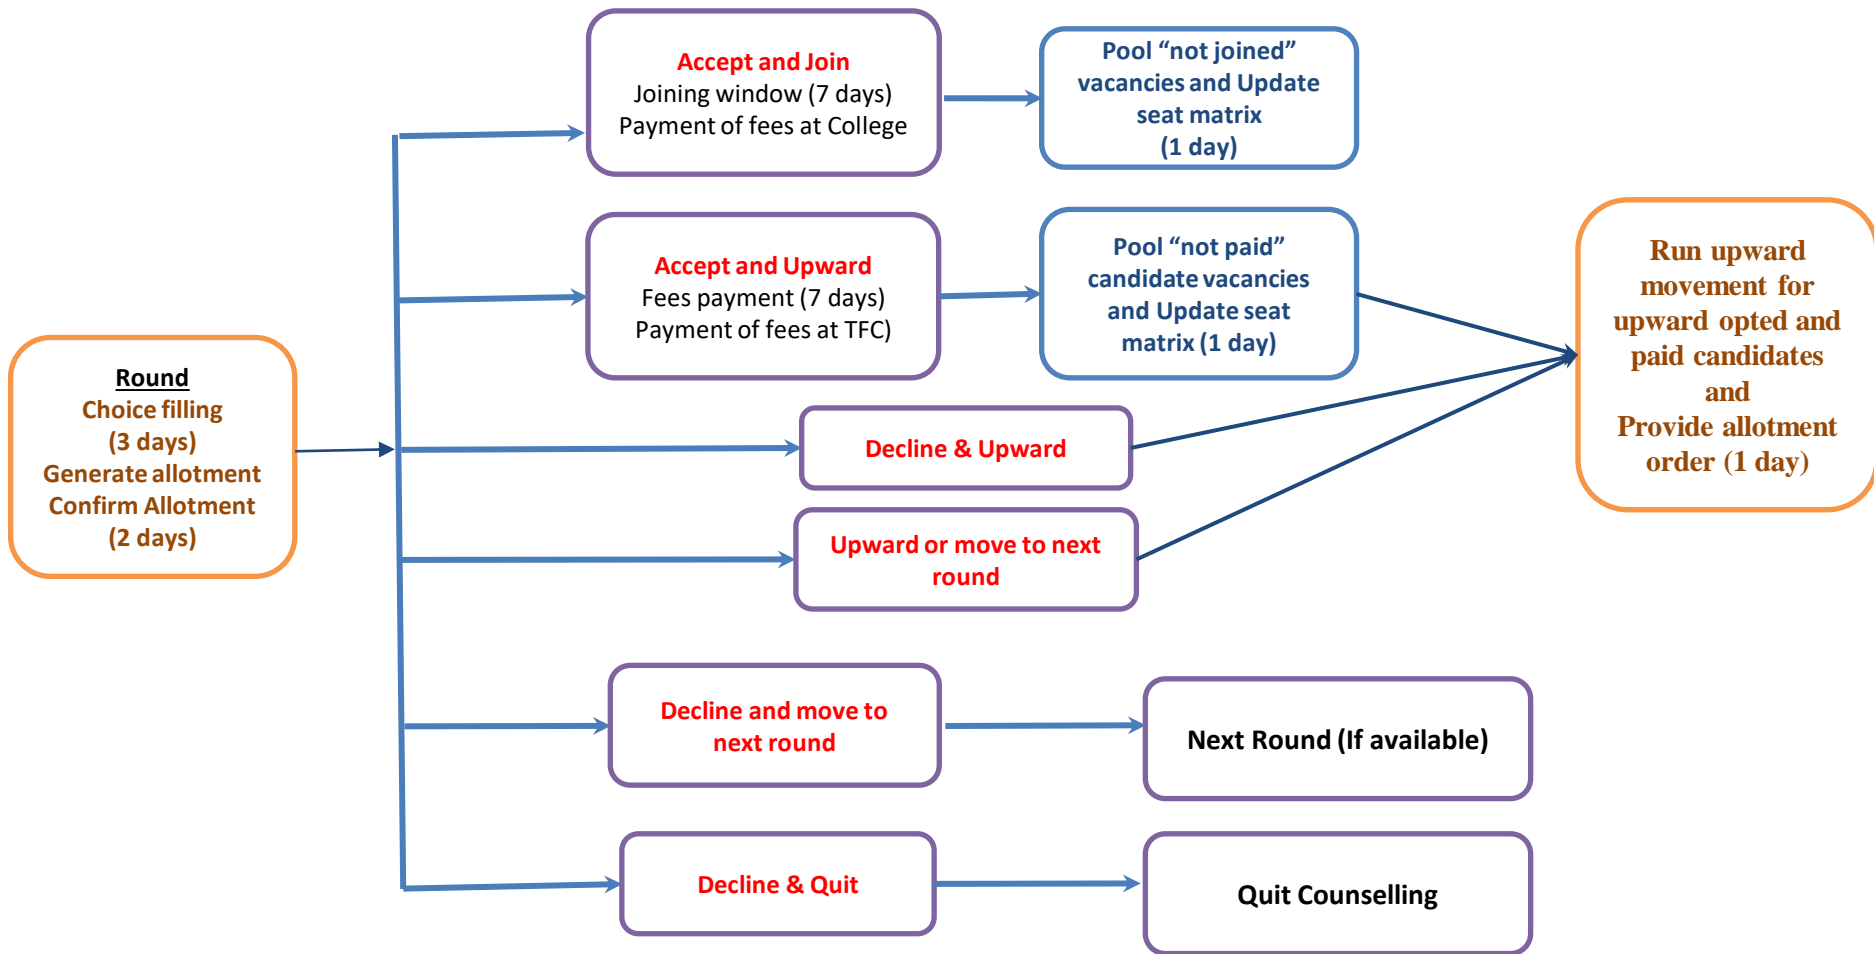 Round
Choice filling
(3 days)
Generate allotment
Confirm Allotment
(2 days)
Accept and Join
Joining window (7 days)
Payment of fees at College
Pool “not joined”
vacancies and Update
seat matrix
(1 day)
Accept and Upward
Fees payment (7 days)
Payment of fees at TFC)
Pool “not paid”
candidate vacancies
and Update seat
matrix (1 day)
Decline & Upward
Upward or move to next
round
Run upward
movement for
upward opted and
paid candidates
and
Provide allotment
order (1 day)
Decline and move to
next round
Next Round (If available)
Decline & Quit
Quit Counselling